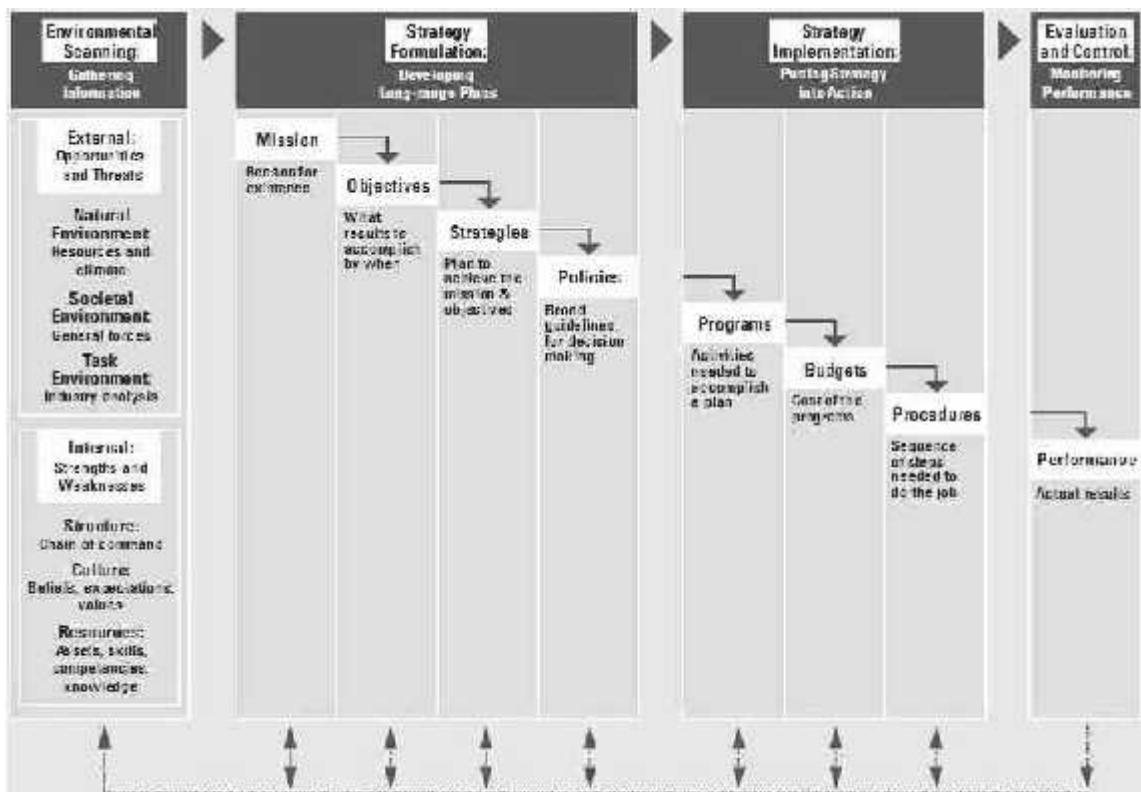 Environmental
Scanning:
Gathering
Information
Strategy
Formulation:
Developing
Long-range Plans
Strategy
Implementation:
Putting Strategy
into Action
Evaluation
and Control:
Monitoring
Performance
External:
Opportunities
and Threats
Natural
Environment:
Resources and
climate
Societal
Environment:
General forces
Task
Environment:
Industry analysis
Internal:
Strengths and
Weaknesses
Structure:
Chain of command
Culture:
Beliefs, expectations,
values
Resources:
Assets, skills,
competencies,
knowledge
Mission
Reason for
existence
Objectives
What
results to
accomplish
by when
Strategies
Plan to
achieve the
mission &
objectives
Policies
Broad
guidelines
for decision
making
Programs
Activities
needed to
accomplish
a plan
Budgets
Cost of the
programs
Procedures
Sequence
of steps
needed to
do the job
Performance
Actual results